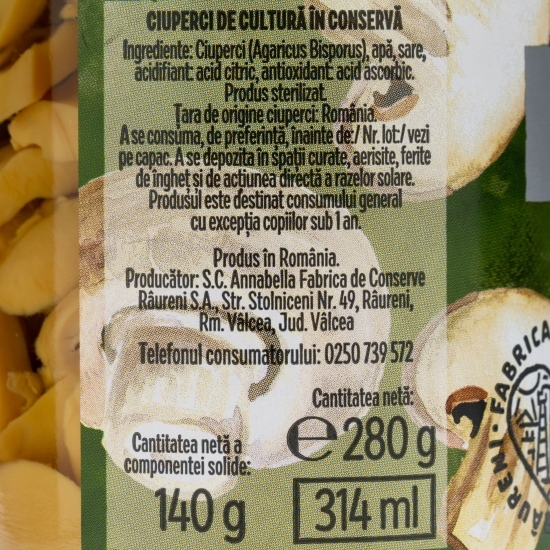 CIUPERCI DE CULTURĂ ÎN CONSERVĂ
Ingrediente: Ciuperci (Agaricus Bisporus), apă, sare,
acidifiant: acid citric, antioxidant: acid ascorbic.
Produs sterilizat.
Țara de origine ciuperci: România.
A se consuma, de preferință, înainte de:/ Nr. lot:/ vezi
pe capac. A se depozita în spații curate, aerisite, ferite
de îngheț și de acțiunea directă a razelor solare.
Produsul este destinat consumului general
cu excepția copiilor sub 1 an.
Produs în România.
Producător: S.C. Annabella Fabrica de Conserve
Râureni S.A., Str. Stolniceni Nr. 49, Râureni,
Rm. Vâlcea, Jud. Vâlcea
Telefonul consumatorului: 0250 739 572
Cantitatea netă:
℮ 280 g
314 ml
Cantitatea netă a
componentei solide:
140 g
FABRICA